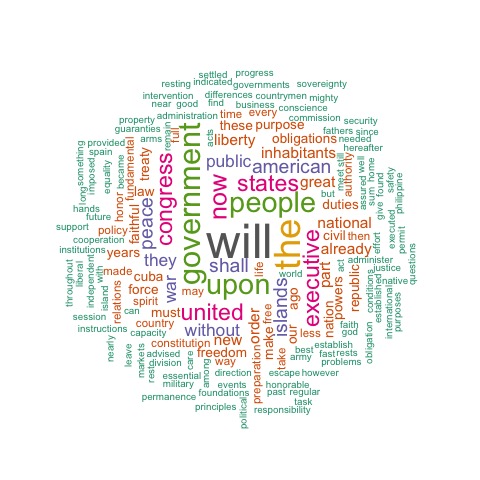 settled
progress
resting
indicated
governments
sovereignty
intervention
differences
countrymen
mighty
near
good
find
business
conscience
property
administration
time
every
commission
security
guaranties
arms
remain
full
acts
these
purpose
fathers
since
provided
fundamental
treaty
liberty
obligations
needed
hereafter
something
spain
became
law
congress
government
public
american
inhabitants
still
meet
authority
well
home
safety
long
imposed
equality
honor
faithful
peace
now
states
great
but
duties
assured
sum
give
found
philippine
hands
future
support
policy
people
national
effort
executed
permit
cooperation
institutions
years
they
will
the
executive
civil
then
already
administer
justice
native
questions
throughout
liberal
independent
with
island
made
cuba
war
shall
upon
life
world
islands
act
republic
conditions
established
international
purposes
relations
force
spirit
may
ago
nation
powers
part
session
can
must
united
without
order
free
our
less
faith
god
obligation
instructions
capacity
country
constitution
new
make
take
best
establish
nearly
leave
markets
rest
advised
division
care
freedom
way
preparation
army
fast
rests
problems
essential
military
among
direction
escape
however
permanence
events
foundations
honorable
past
regular
principles
political
task
responsibility